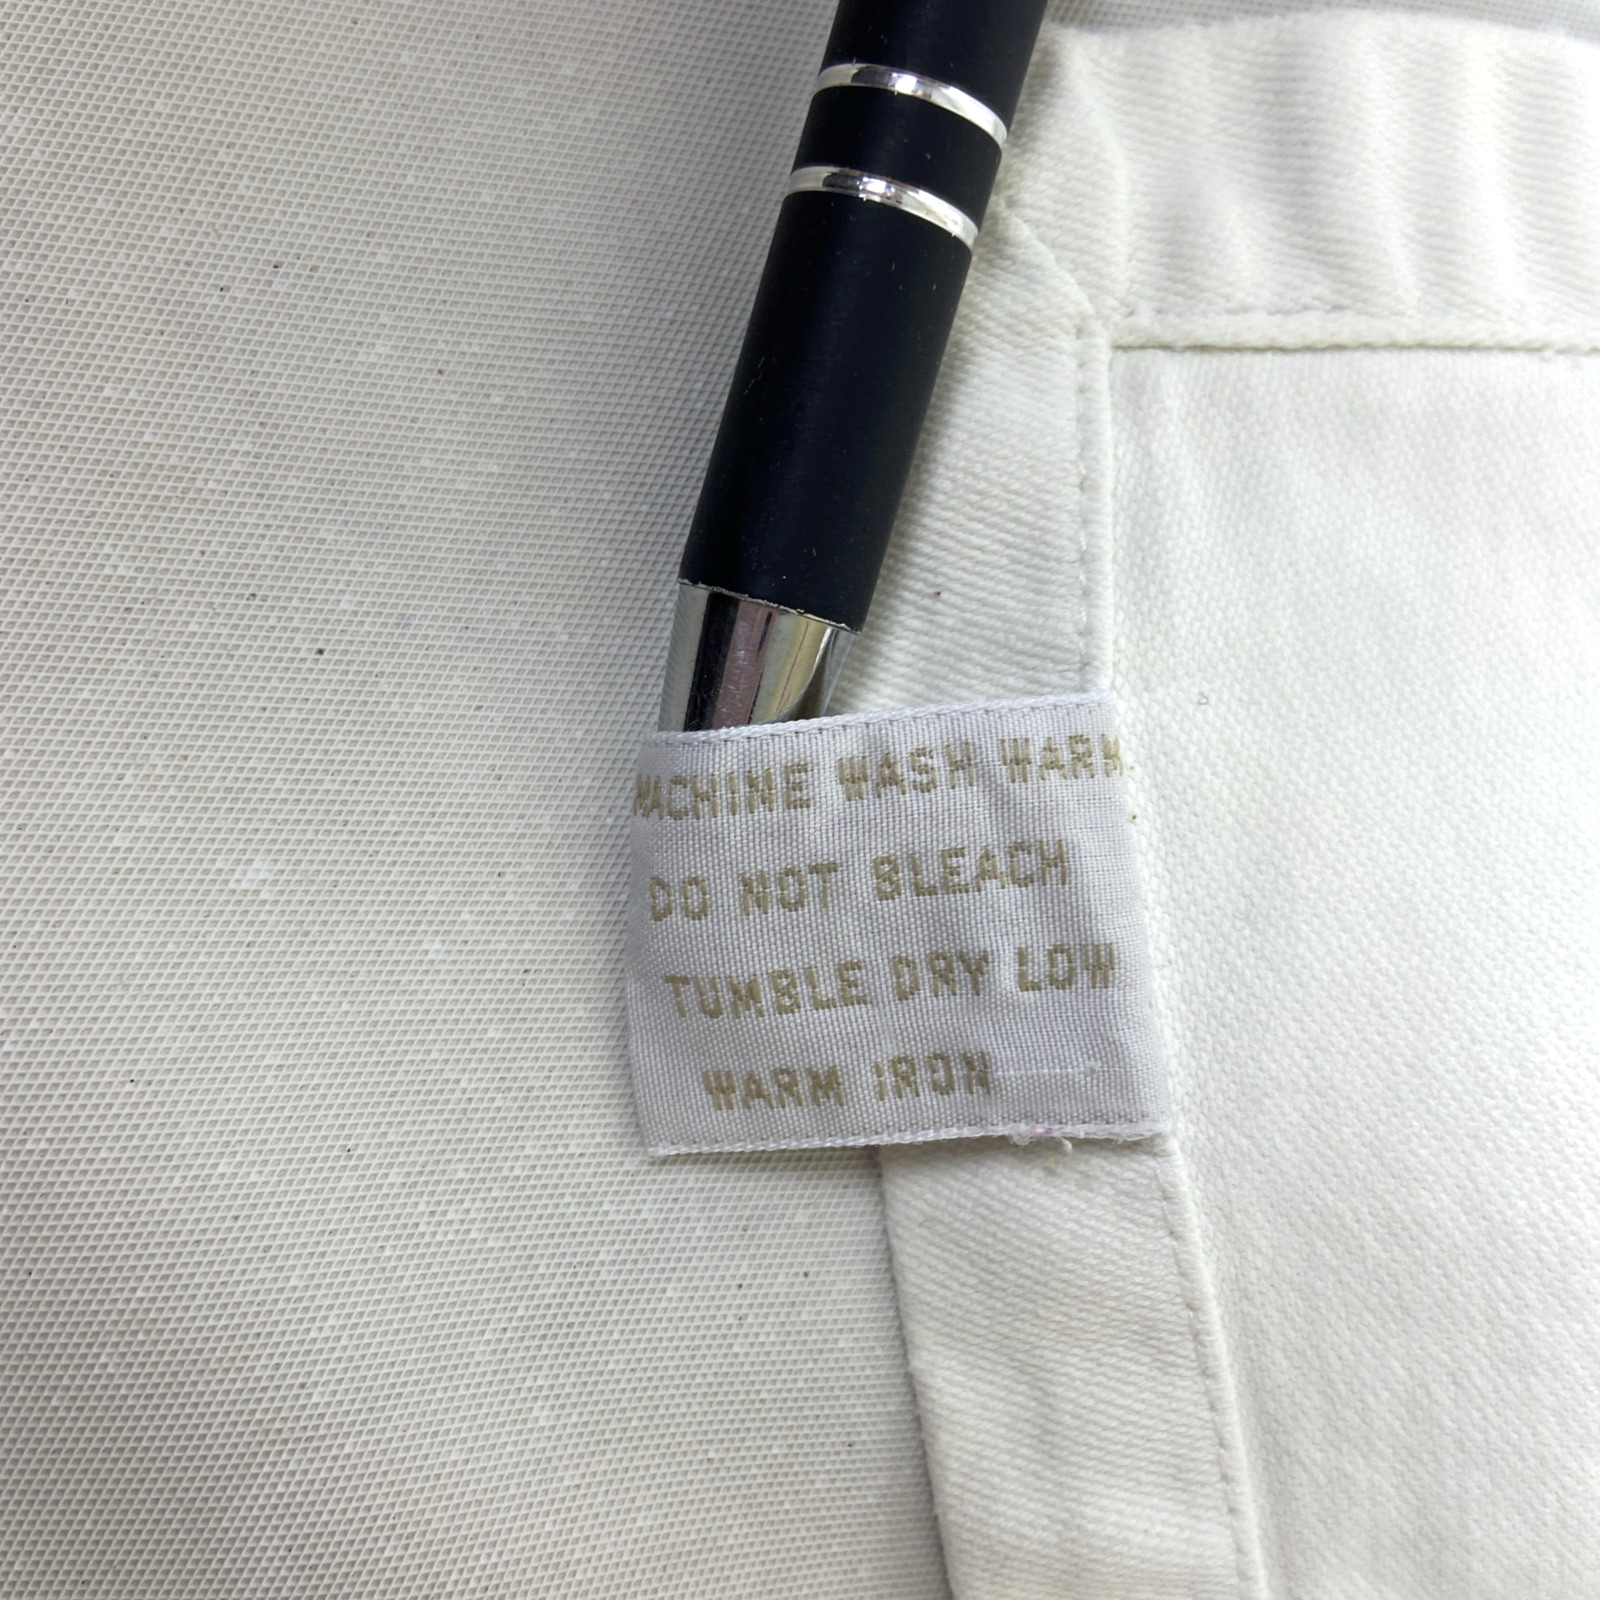 MACHINE WASH WARM
DO NOT BLEACH
TUMBLE DRY LOW
WARM IRON